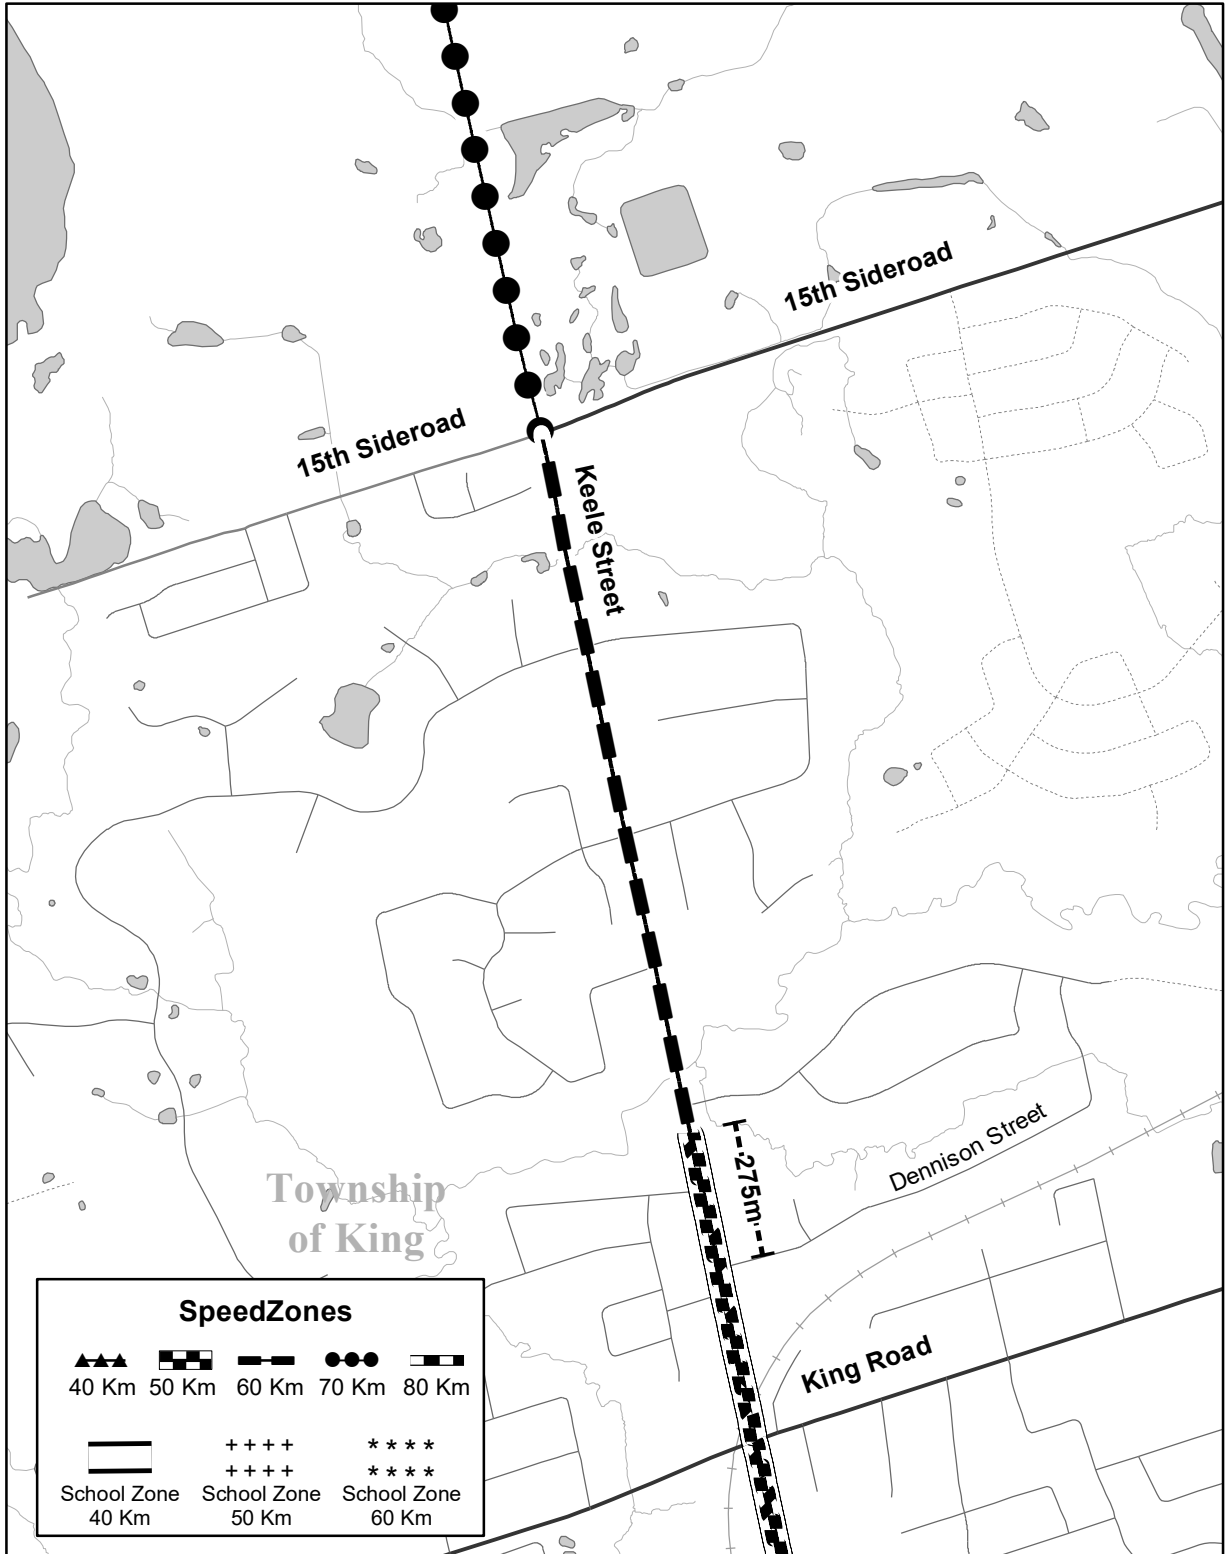 15th Sideroad
15th Sideroad
Keele Street
275m
Dennison Street
Township
of King
King Road
SpeedZones
40 Km 50 Km 60 Km 70 Km 80 Km
School Zone School Zone School Zone
40 Km 50 Km 60 Km